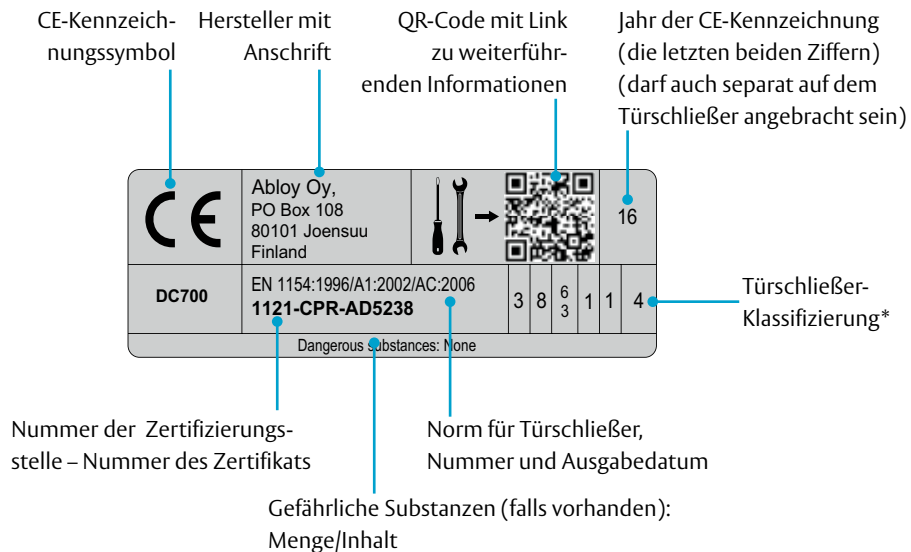 CE-Kennzeich-
nungssymbol
Hersteller mit
Anschrift
QR-Code mit Link
zu weiterfüh-
renden Informationen
Jahr der CE-Kennzeichnung
(die letzten beiden Ziffern)
(darf auch separat auf dem
Türschließer angebracht sein)
CE
Abloy Oy,
PO Box 108
80101 Joensuu
Finland
16
DC700
EN 1154:1996/A1:2002/AC:2006
1121-CPR-AD5238
3 8 6 3 1 1 4
Dangerous substances: None
Türschließer-
Klassifizierung*
Nummer der Zertifizierungs-
stelle – Nummer des Zertifikats
Norm für Türschließer,
Nummer und Ausgabedatum
Gefährliche Substanzen (falls vorhanden):
Menge/Inhalt